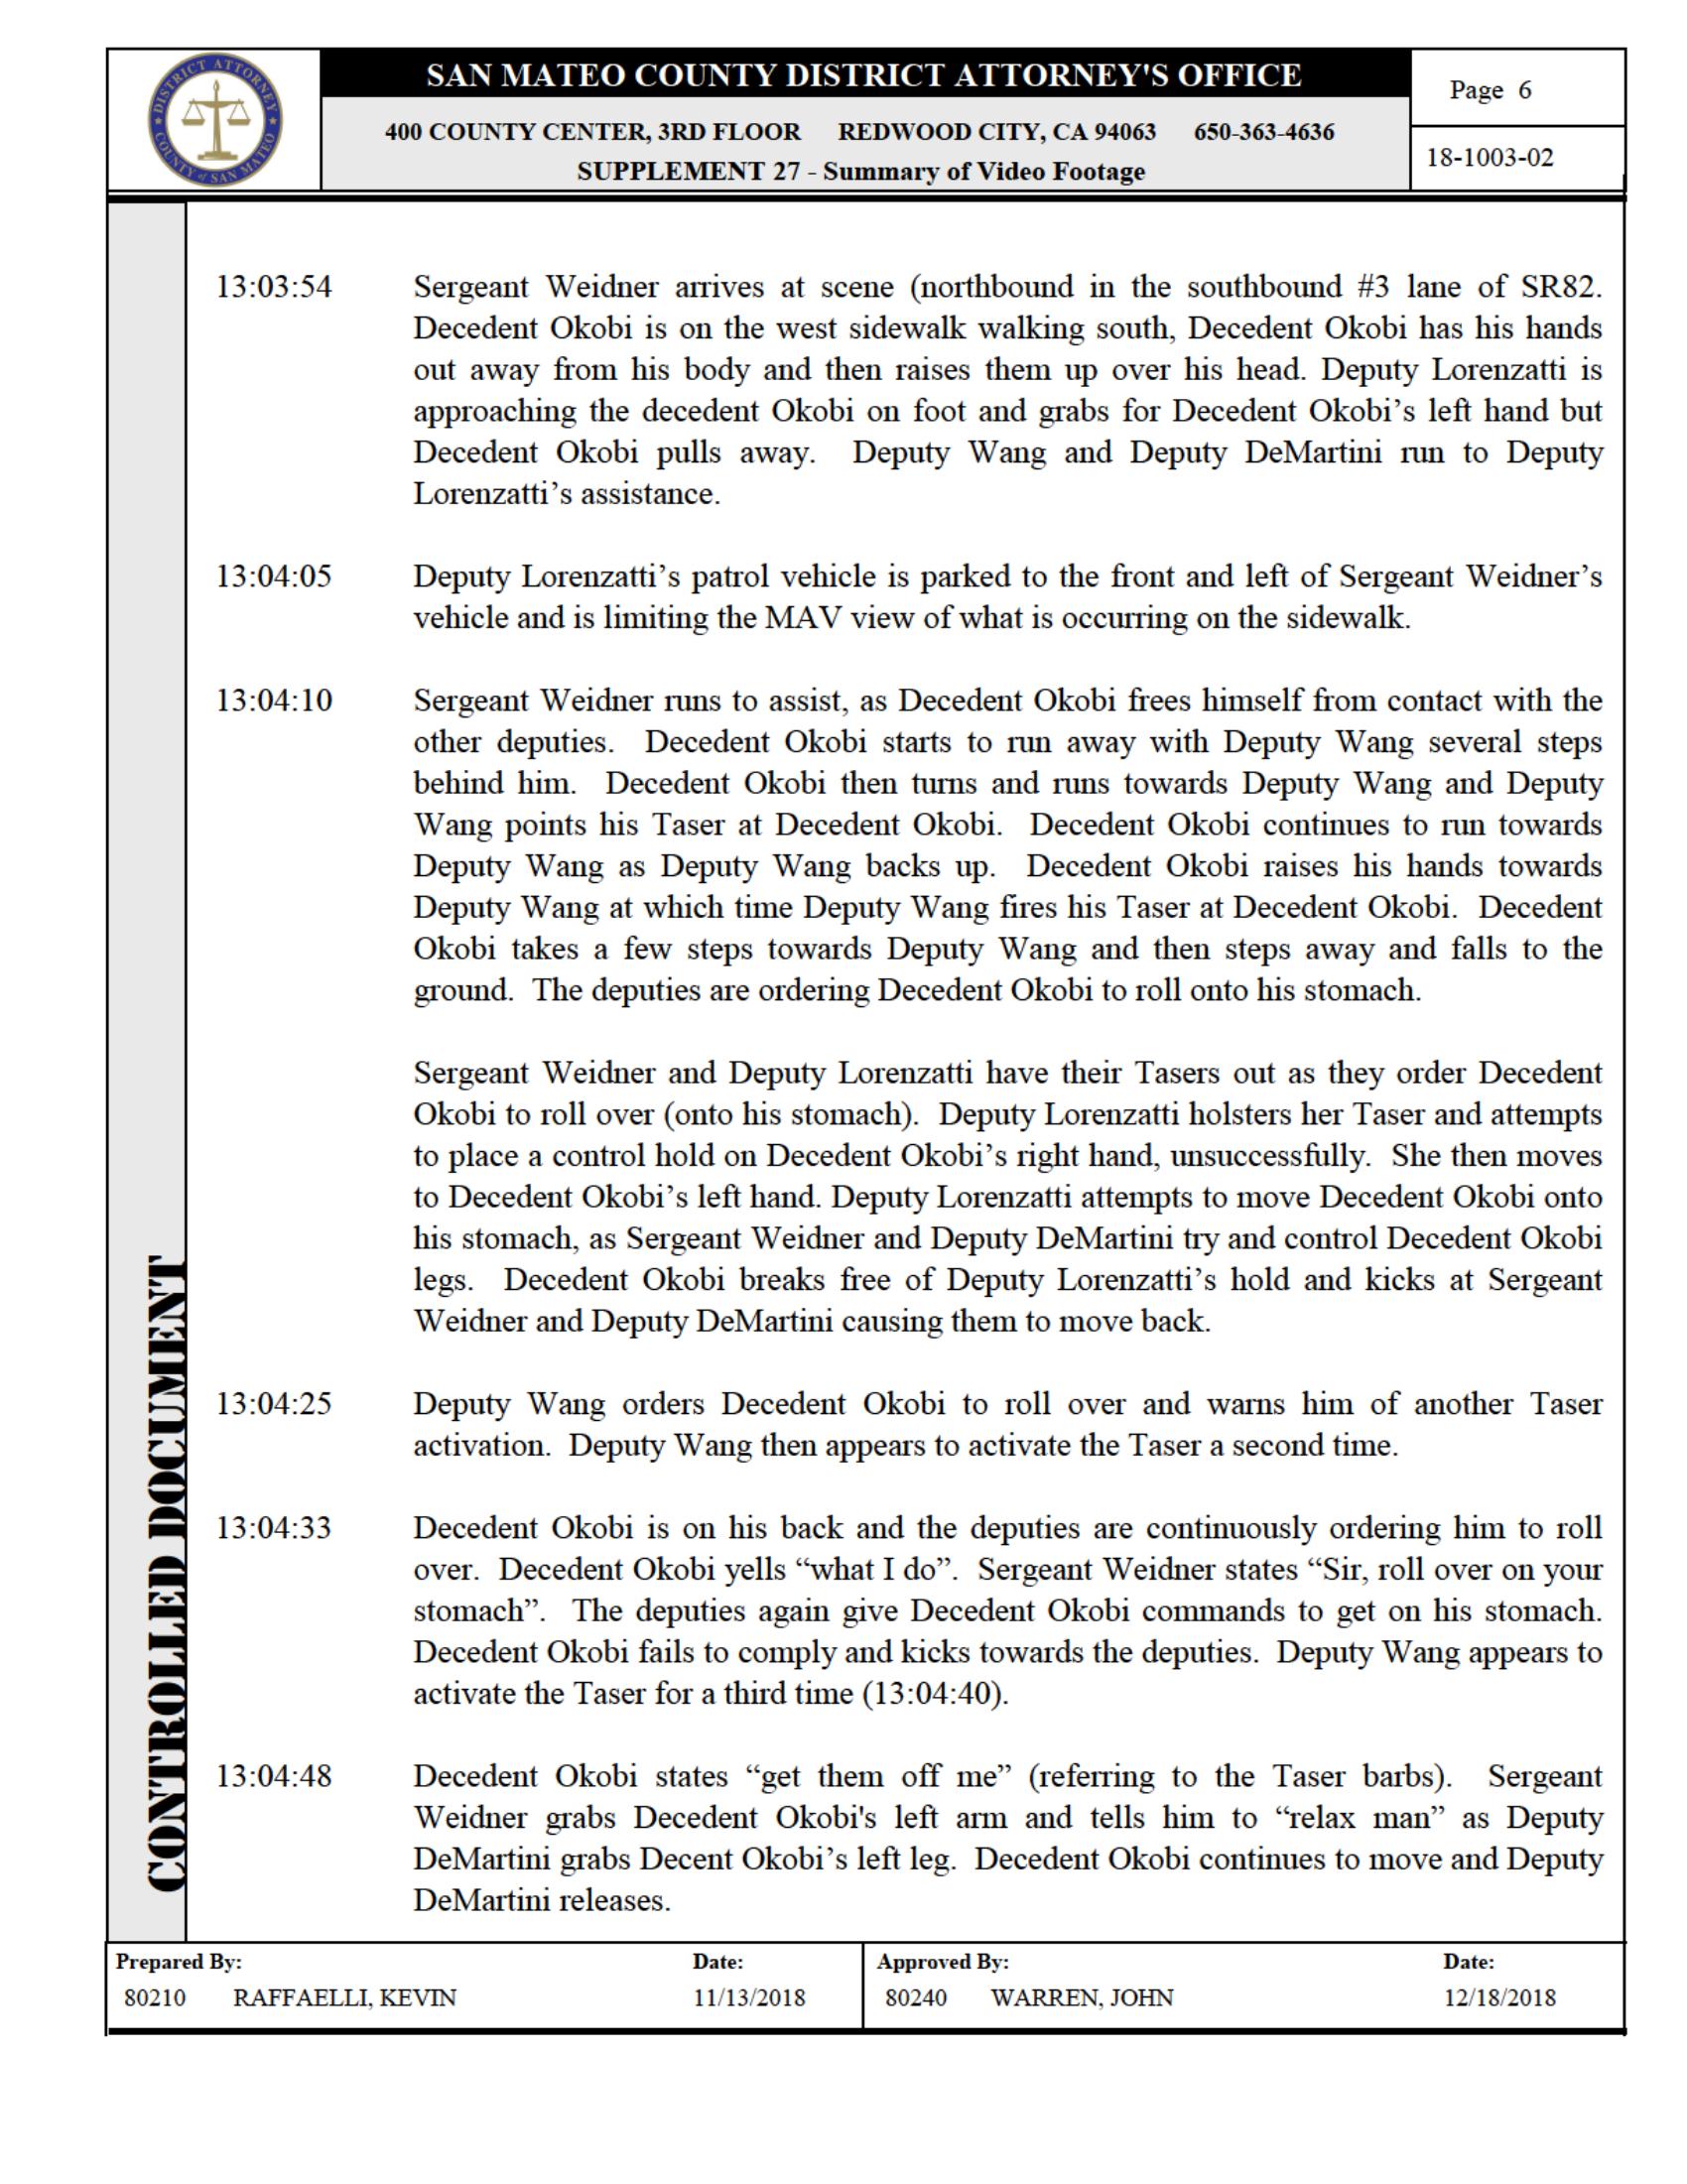 DISTRICT ATTORNEY
COUNTY of SAN MATEO
SAN MATEO COUNTY DISTRICT ATTORNEY'S OFFICE
400 COUNTY CENTER, 3RD FLOOR REDWOOD CITY, CA 94063 650-363-4636
SUPPLEMENT 27 - Summary of Video Footage
Page 6
18-1003-02
13:03:54 Sergeant Weidner arrives at scene (northbound in the southbound #3 lane of SR82.
Decedent Okobi is on the west sidewalk walking south, Decedent Okobi has his hands
out away from his body and then raises them up over his head. Deputy Lorenzatti is
approaching the decedent Okobi on foot and grabs for Decedent Okobi’s left hand but
Decedent Okobi pulls away. Deputy Wang and Deputy DeMartini run to Deputy
Lorenzatti’s assistance.
13:04:05 Deputy Lorenzatti’s patrol vehicle is parked to the front and left of Sergeant Weidner’s
vehicle and is limiting the MAV view of what is occurring on the sidewalk.
13:04:10 Sergeant Weidner runs to assist, as Decedent Okobi frees himself from contact with the
other deputies. Decedent Okobi starts to run away with Deputy Wang several steps
behind him. Decedent Okobi then turns and runs towards Deputy Wang and Deputy
Wang points his Taser at Decedent Okobi. Decedent Okobi continues to run towards
Deputy Wang as Deputy Wang backs up. Decedent Okobi raises his hands towards
Deputy Wang at which time Deputy Wang fires his Taser at Decedent Okobi. Decedent
Okobi takes a few steps towards Deputy Wang and then steps away and falls to the
ground. The deputies are ordering Decedent Okobi to roll onto his stomach.
Sergeant Weidner and Deputy Lorenzatti have their Tasers out as they order Decedent
Okobi to roll over (onto his stomach). Deputy Lorenzatti holsters her Taser and attempts
to place a control hold on Decedent Okobi’s right hand, unsuccessfully. She then moves
to Decedent Okobi’s left hand. Deputy Lorenzatti attempts to move Decedent Okobi onto
his stomach, as Sergeant Weidner and Deputy DeMartini try and control Decedent Okobi
legs. Decedent Okobi breaks free of Deputy Lorenzatti’s hold and kicks at Sergeant
Weidner and Deputy DeMartini causing them to move back.
13:04:25 Deputy Wang orders Decedent Okobi to roll over and warns him of another Taser
activation. Deputy Wang then appears to activate the Taser a second time.
13:04:33 Decedent Okobi is on his back and the deputies are continuously ordering him to roll
over. Decedent Okobi yells “what I do”. Sergeant Weidner states “Sir, roll over on your
stomach”. The deputies again give Decedent Okobi commands to get on his stomach.
Decedent Okobi fails to comply and kicks towards the deputies. Deputy Wang appears to
activate the Taser for a third time (13:04:40).
13:04:48 Decedent Okobi states “get them off me” (referring to the Taser barbs). Sergeant
Weidner grabs Decedent Okobi's left arm and tells him to “relax man” as Deputy
DeMartini grabs Decent Okobi’s left leg. Decedent Okobi continues to move and Deputy
DeMartini releases.
CONTROLLED DOCUMENT
Prepared By: Date: Approved By: Date:
80210 RAFFAELLI, KEVIN 11/13/2018 80240 WARREN, JOHN 12/18/2018